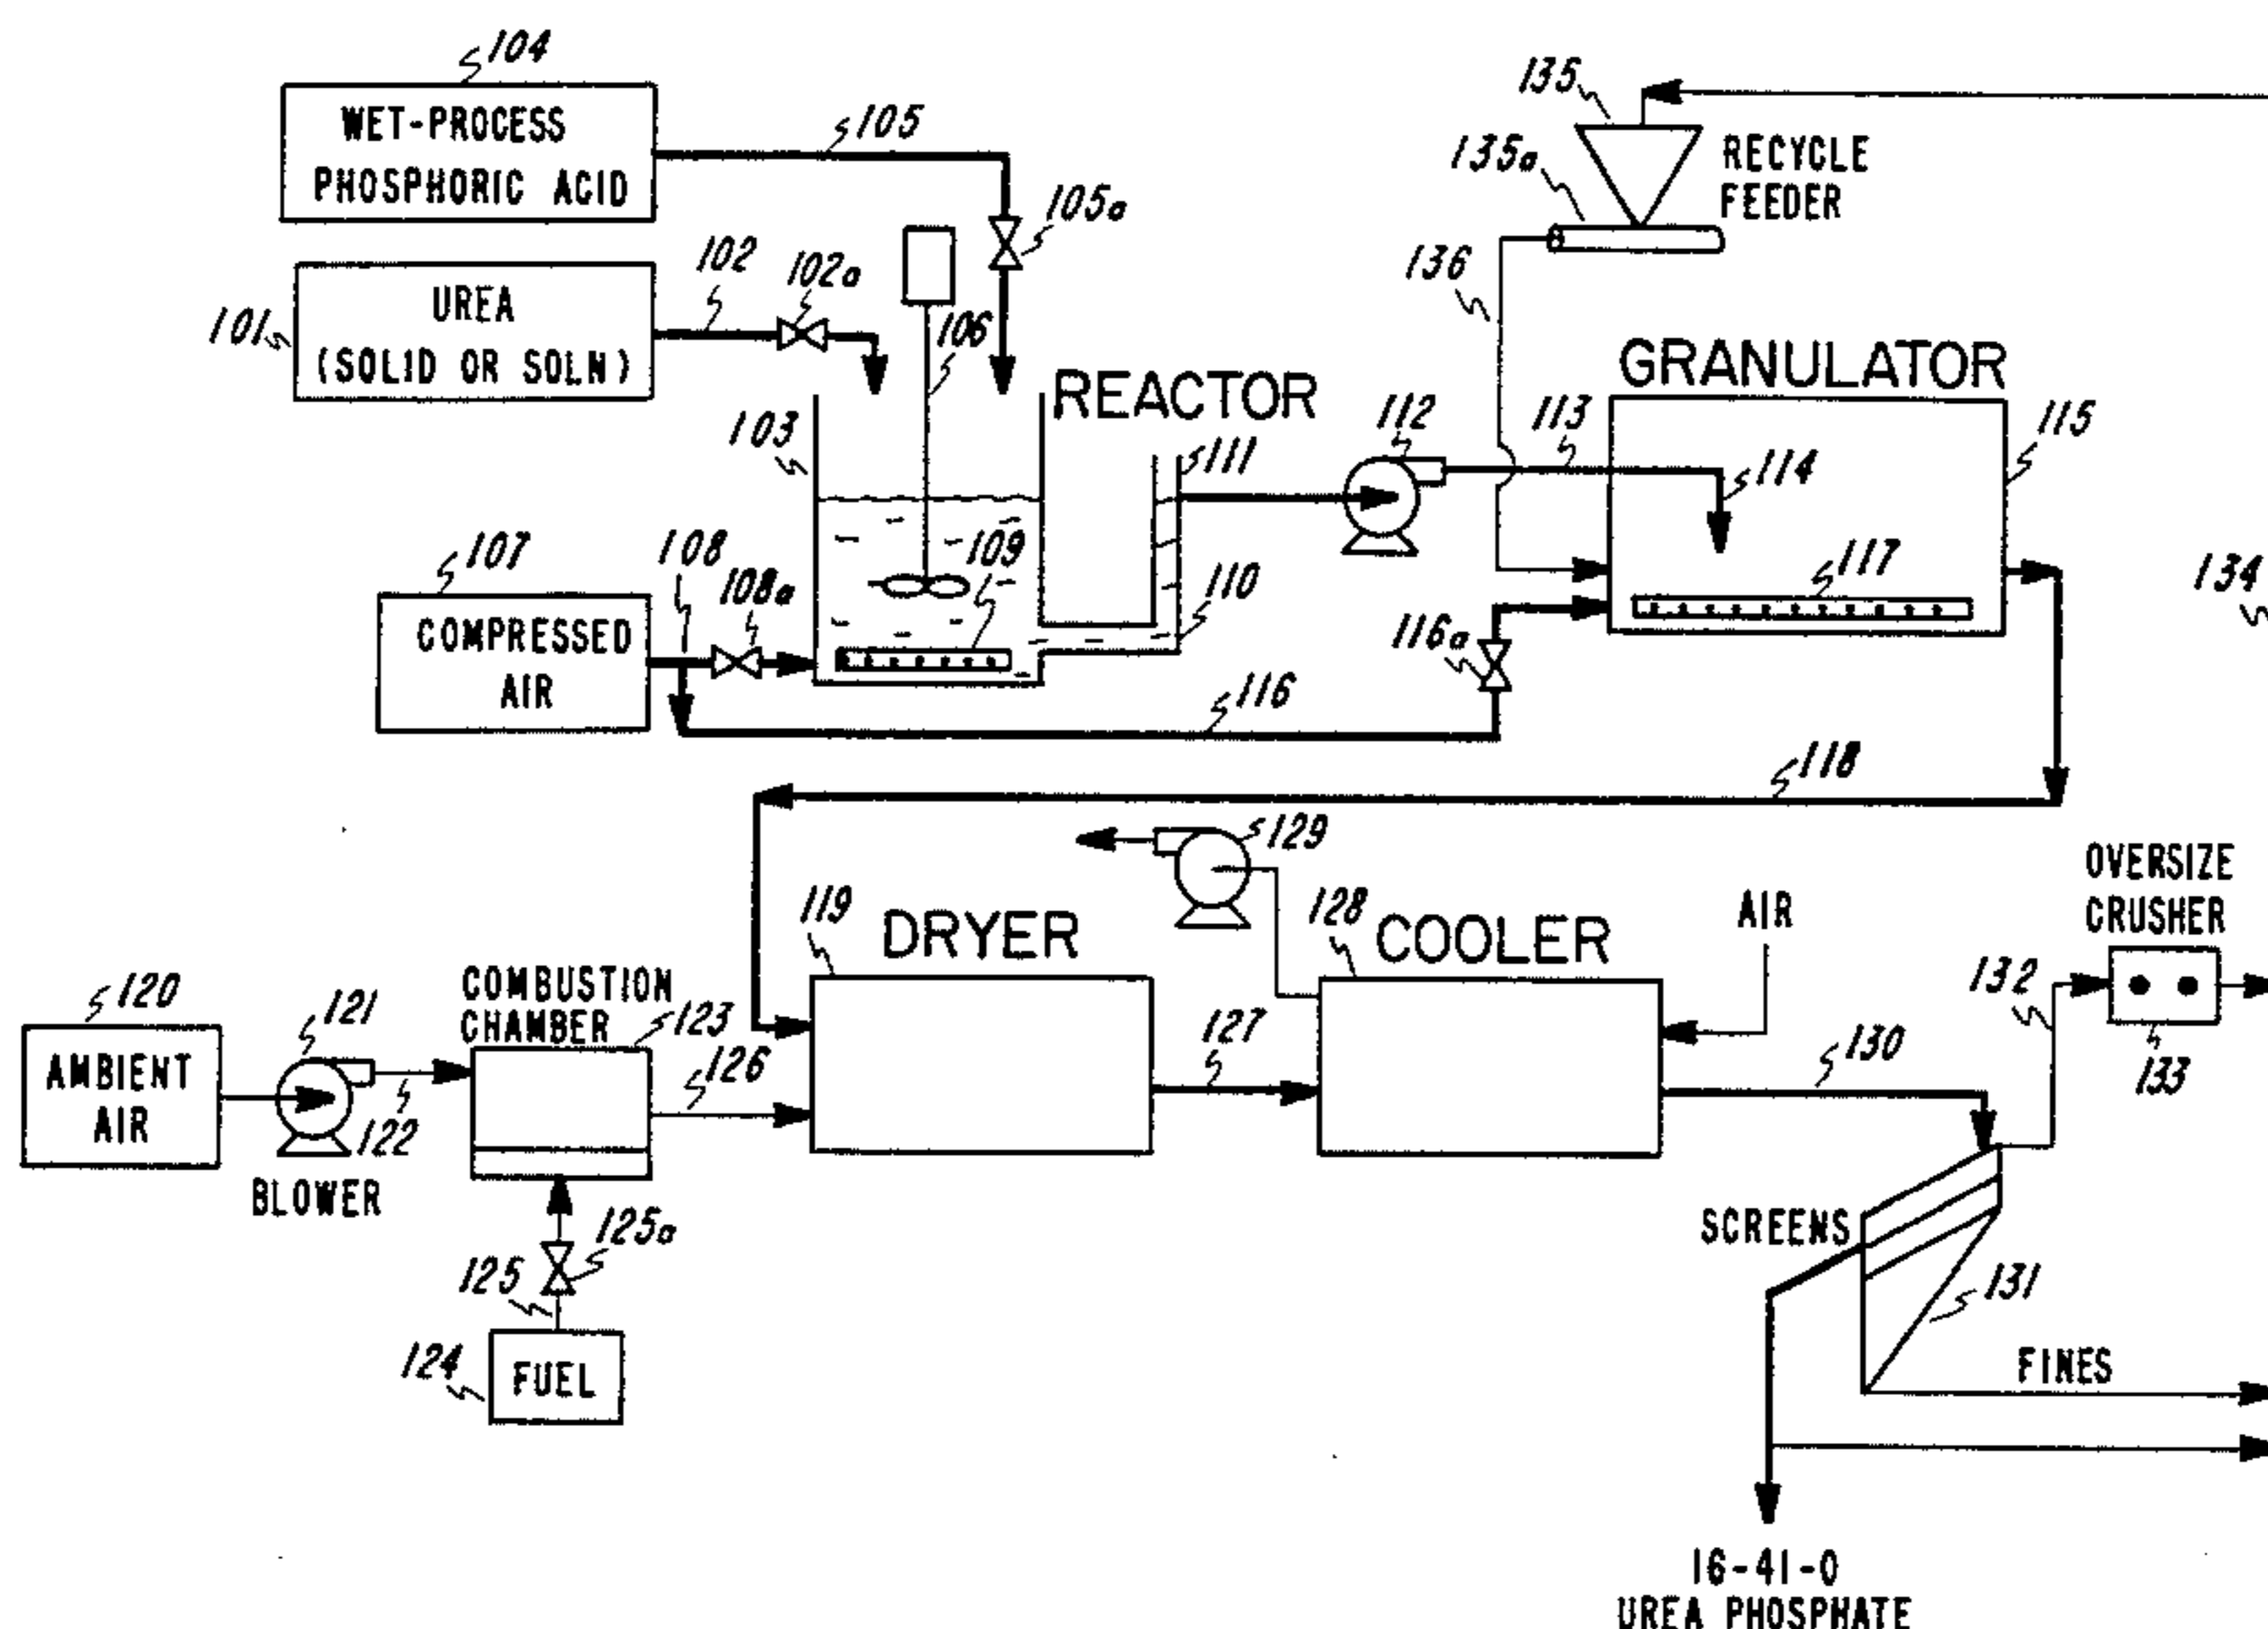 104
WET-PROCESS
PHOSPHORIC ACID
105
105a
101
UREA
(SOLID OR SOLN)
102
102a
106
103
REACTOR
111
112
113
110
109
107
COMPRESSED
AIR
108
108a
116
116a
135
135a
RECYCLE
FEEDER
136
GRANULATOR
114
115
117
134
118
129
119
DRYER
128
COOLER
AIR
OVERSIZE
CRUSHER
132
133
120
AMBIENT
AIR
121
122
BLOWER
COMBUSTION
CHAMBER
123
126
127
130
125
125a
124
FUEL
SCREENS
131
FINES
16-41-0
UREA PHOSPHATE